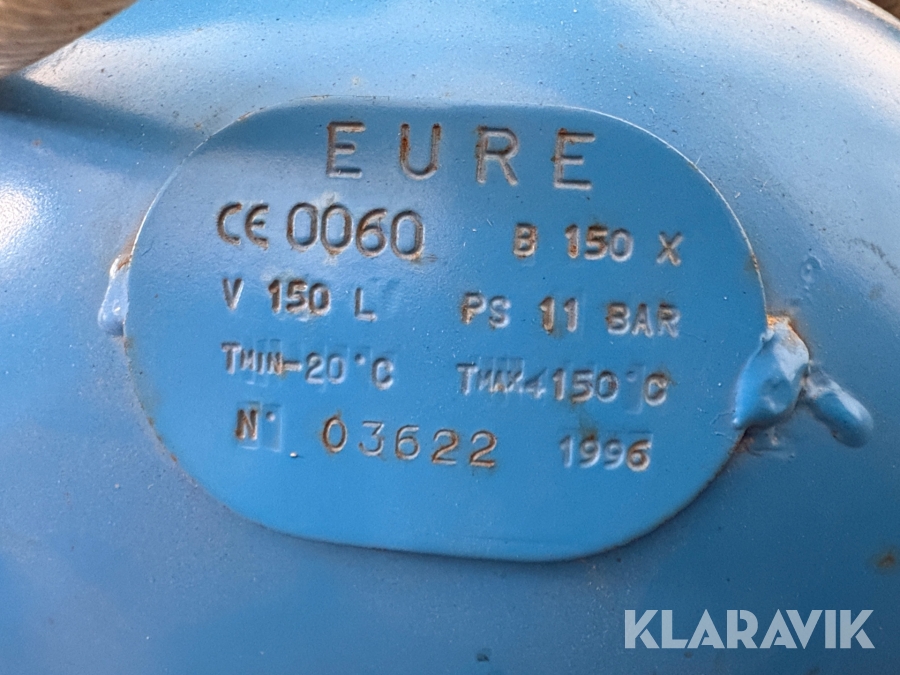 EURE
CE 0060 B 150 X
V 150 L PS 11 BAR
TMIN-20°C TMAX+150°C
N° 03622 1996
KLARAVIK